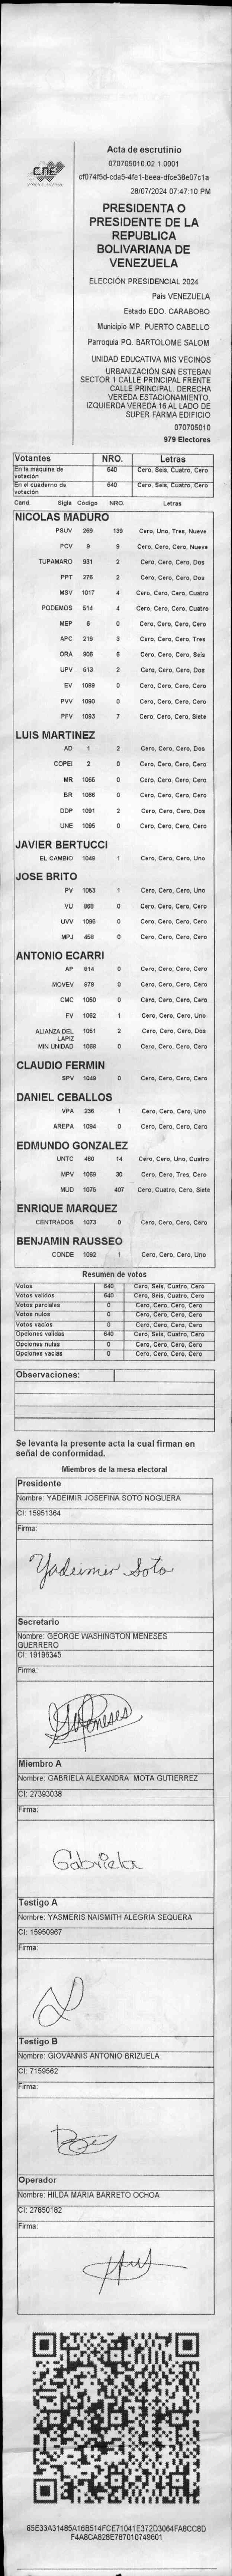 CNE
Acta de escrutinio
070705010.02.1.0001
cf074f5d-cda5-4fe1-beea-dfce38e07c1a
28/07/2024 07:47:10 PM
PRESIDENTA O
PRESIDENTE DE LA
REPUBLICA
BOLIVARIANA DE
VENEZUELA
ELECCIÓN PRESIDENCIAL 2024
Pais VENEZUELA
Estado EDO. CARABOBO
Municipio MP. PUERTO CABELLO
Parroquia PQ. BARTOLOME SALOM
UNIDAD EDUCATIVA MIS VECINOS
URBANIZACIÓN SAN ESTEBAN
SECTOR 1 CALLE PRINCIPAL FRENTE
CALLE PRINCIPAL. DERECHA
VEREDA ESTACIONAMIENTO.
IZQUIERDA VEREDA 16 AL LADO DE
SUPER FARMA EDIFICIO
070705010
979 Electores
Votantes NRO. Letras
En la máquina de votación 640 Cero, Seis, Cuatro, Cero
En el cuaderno de votación 640 Cero, Seis, Cuatro, Cero
Cand. Sigla Código NRO. Letras
NICOLAS MADURO
PSUV 269 139 Cero, Uno, Tres, Nueve
PCV 9 9 Cero, Cero, Cero, Nueve
TUPAMARO 931 2 Cero, Cero, Cero, Dos
PPT 276 2 Cero, Cero, Cero, Dos
MSV 1017 4 Cero, Cero, Cero, Cuatro
PODEMOS 514 4 Cero, Cero, Cero, Cuatro
MEP 6 0 Cero, Cero, Cero, Cero
APC 219 3 Cero, Cero, Cero, Tres
ORA 906 6 Cero, Cero, Cero, Seis
UPV 513 2 Cero, Cero, Cero, Dos
EV 1099 0 Cero, Cero, Cero, Cero
PVV 1090 0 Cero, Cero, Cero, Cero
PFV 1093 7 Cero, Cero, Cero, Siete
LUIS MARTINEZ
AD 1 2 Cero, Cero, Cero, Dos
COPEI 2 0 Cero, Cero, Cero, Cero
MR 1065 0 Cero, Cero, Cero, Cero
BR 1066 0 Cero, Cero, Cero, Cero
DDP 1091 2 Cero, Cero, Cero, Dos
UNE 1095 0 Cero, Cero, Cero, Cero
JAVIER BERTUCCI
EL CAMBIO 1049 1 Cero, Cero, Cero, Uno
JOSE BRITO
PV 1053 1 Cero, Cero, Cero, Uno
VU 868 0 Cero, Cero, Cero, Cero
UVV 1096 0 Cero, Cero, Cero, Cero
MPJ 458 0 Cero, Cero, Cero, Cero
ANTONIO ECARRI
AP 814 0 Cero, Cero, Cero, Cero
MOVEV 879 0 Cero, Cero, Cero, Cero
CMC 1050 0 Cero, Cero, Cero, Cero
FV 1062 1 Cero, Cero, Cero, Uno
ALIANZA DEL LAPIZ 1051 2 Cero, Cero, Cero, Dos
MIN UNIDAD 1068 0 Cero, Cero, Cero, Cero
CLAUDIO FERMIN
SPV 1049 0 Cero, Cero, Cero, Cero
DANIEL CEBALLOS
VPA 236 1 Cero, Cero, Cero, Uno
AREPA 1094 0 Cero, Cero, Cero, Cero
EDMUNDO GONZALEZ
UNTC 460 14 Cero, Cero, Uno, Cuatro
MPV 1069 30 Cero, Cero, Tres, Cero
MUD 1075 407 Cero, Cuatro, Cero, Siete
ENRIQUE MARQUEZ
CENTRADOS 1073 0 Cero, Cero, Cero, Cero
BENJAMIN RAUSSEO
CONDE 1092 1 Cero, Cero, Cero, Uno
Resumen de votos
Votos 640 Cero, Seis, Cuatro, Cero
Votos validos 640 Cero, Seis, Cuatro, Cero
Votos parciales 0 Cero, Cero, Cero, Cero
Votos nulos 0 Cero, Cero, Cero, Cero
Votos vacios 0 Cero, Cero, Cero, Cero
Opciones validas 640 Cero, Seis, Cuatro, Cero
Opciones nulas 0 Cero, Cero, Cero, Cero
Opciones vacias 0 Cero, Cero, Cero, Cero
Observaciones:
Se levanta la presente acta la cual firman en
señal de conformidad.
Miembros de la mesa electoral
Presidente
Nombre: YADEIMIR JOSEFINA SOTO NOGUERA
CI: 15951364
Firma:
Yadeimir Soto
Secretario
Nombre: GEORGE WASHINGTON MENESES
GUERRERO
CI: 19196345
Firma:
Meneses
Miembro A
Nombre: GABRIELA ALEXANDRA MOTA GUTIERREZ
CI: 27393038
Firma:
Gabriela
Testigo A
Nombre: YASMERIS NAISMITH ALEGRIA SEQUERA
CI: 15950967
Firma:
Testigo B
Nombre: GIOVANNIS ANTONIO BRIZUELA
CI: 7159562
Firma:
Operador
Nombre: HILDA MARIA BARRETO OCHOA
CI: 27850182
Firma:
85E33A31485A16B514FCE71041E372D3064FA8CC8D
F4A8CA828E787010749601